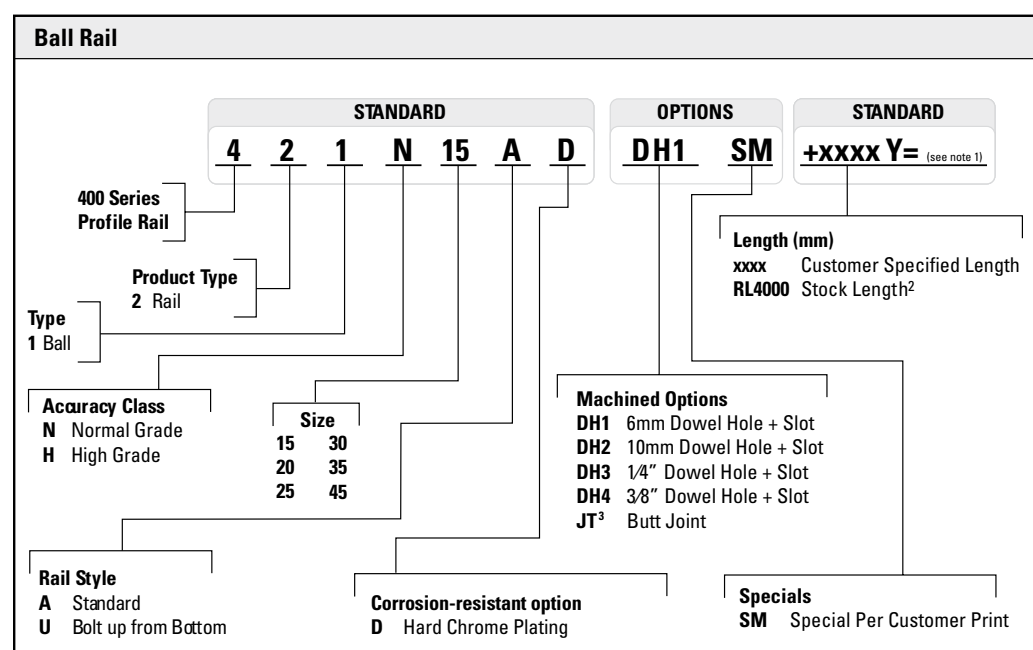 Ball Rail
STANDARD OPTIONS STANDARD
4 2 1 N 15 A D DH1 SM +xxxx Y= (see note 1)
400 Series
Profile Rail
Product Type
2 Rail
Type
1 Ball
Length (mm)
xxxx Customer Specified Length
RL4000 Stock Length²
Accuracy Class
N Normal Grade
H High Grade
Size
15 30
20 35
25 45
Machined Options
DH1 6mm Dowel Hole + Slot
DH2 10mm Dowel Hole + Slot
DH3 1/4” Dowel Hole + Slot
DH4 3/8” Dowel Hole + Slot
JT³ Butt Joint
Rail Style
A Standard
U Bolt up from Bottom
Corrosion-resistant option
D Hard Chrome Plating
Specials
SM Special Per Customer Print